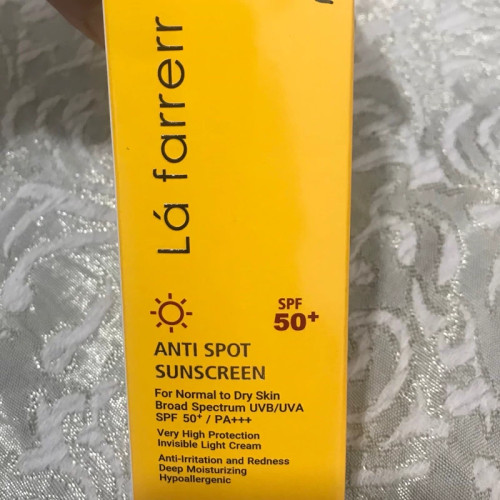 Lá farrerr
SPF
50+
ANTI SPOT
SUNSCREEN
For Normal to Dry Skin
Broad Spectrum UVB/UVA
SPF 50+ / PA+++
Very High Protection
Invisible Light Cream
Anti-Irritation and Redness
Deep Moisturizing
Hypoallergenic